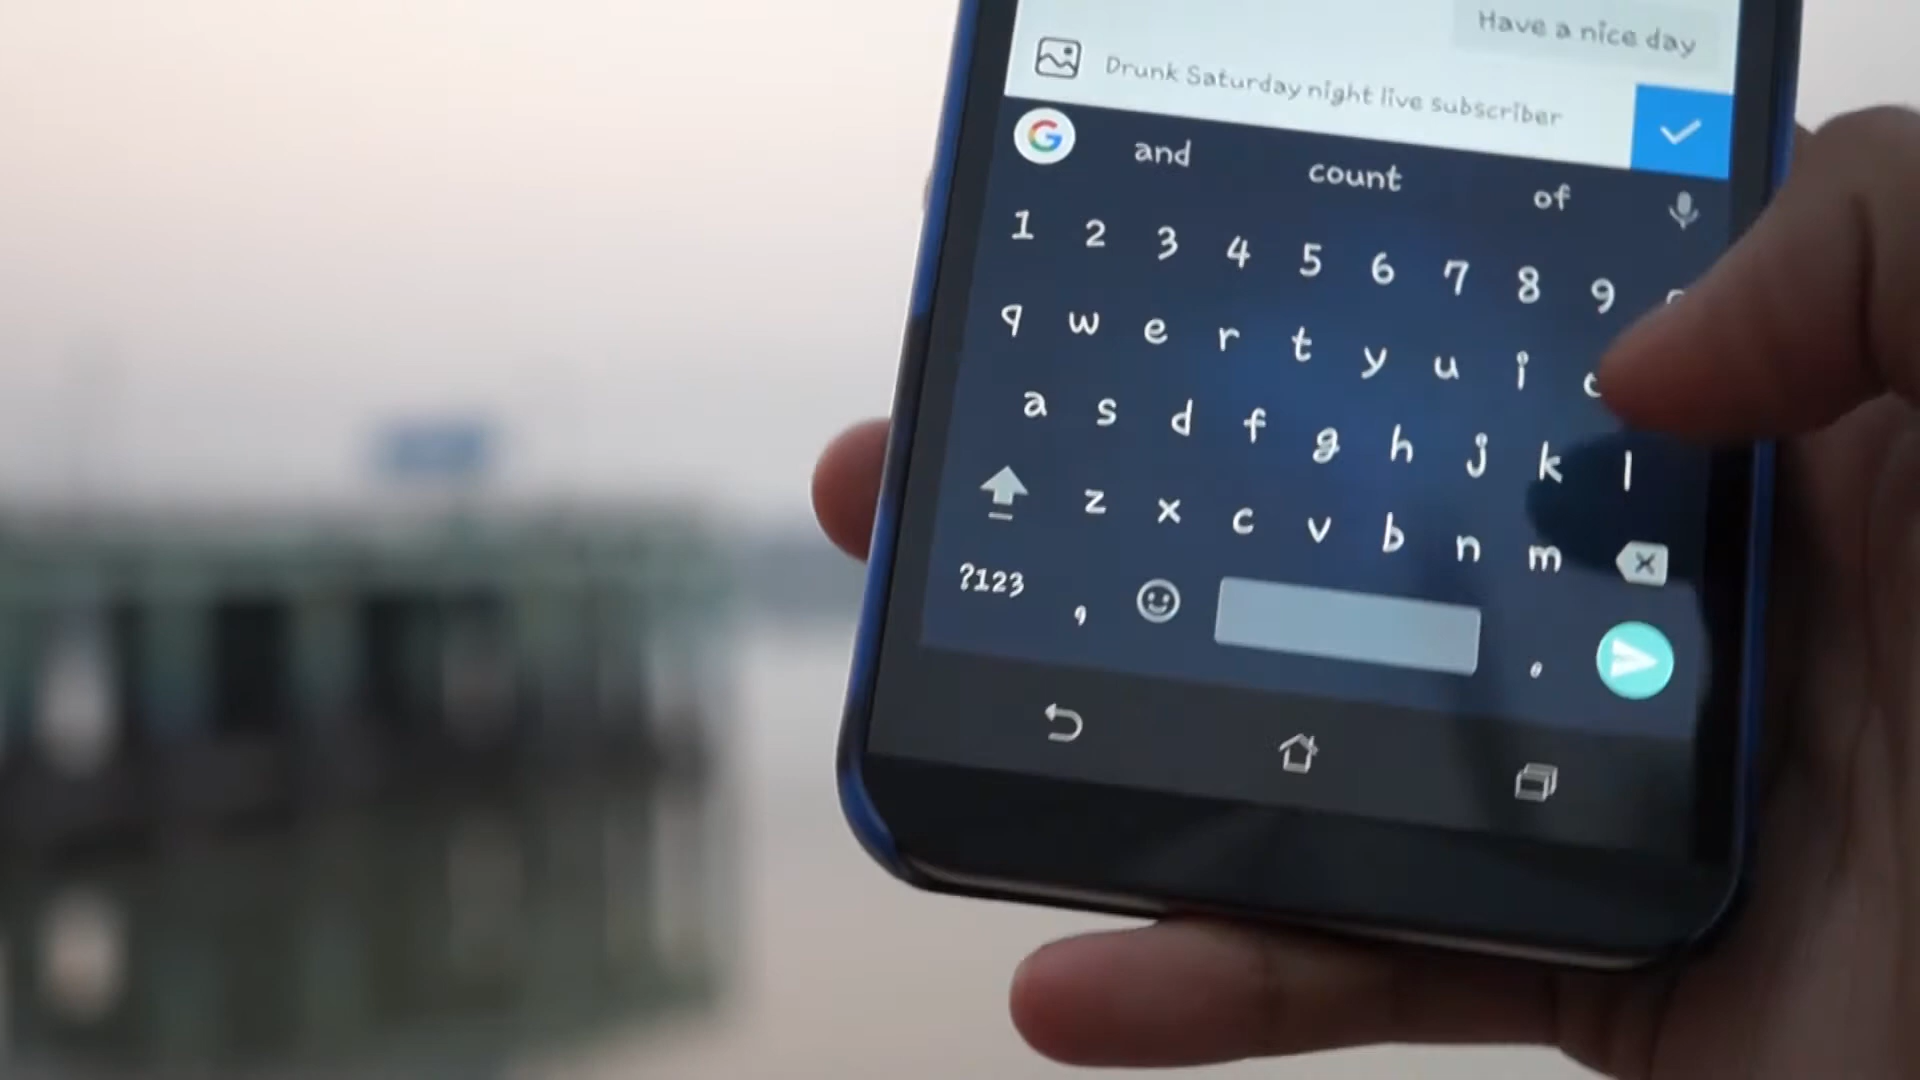 Have a nice day
Drunk Saturday night live subscriber
G and count of
1 2 3 4 5 6 7 8 9
q w e r t y u i
a s d f g h j k l
z x c v b n m
?123 , .